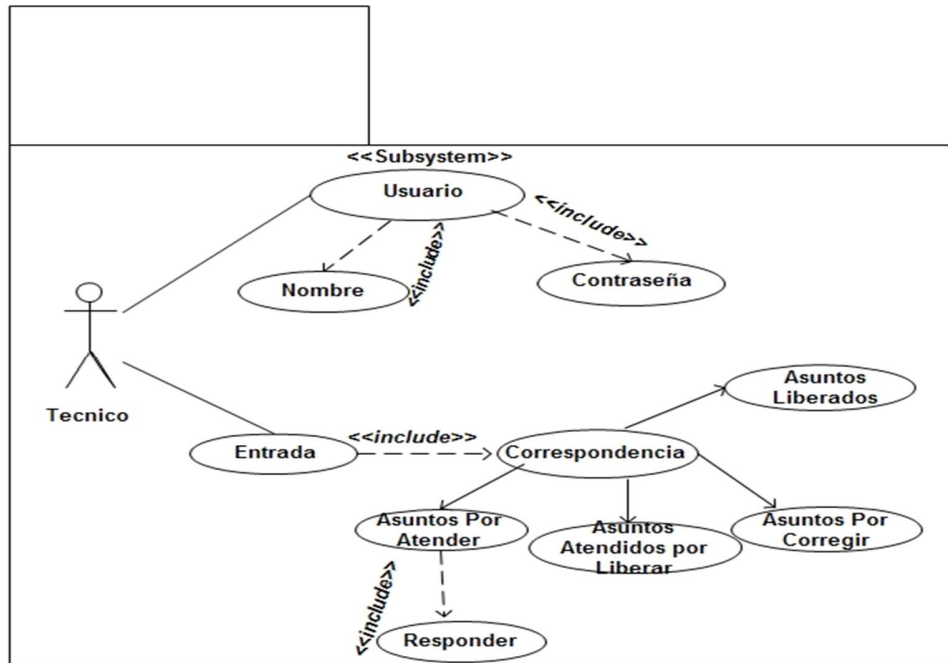 <<Subsystem>>
Usuario
<<include>>
<<include>>
Nombre
Contraseña
Tecnico
Asuntos
Liberados
Entrada
<<include>>
Correspondencia
Asuntos Por
Atender
Asuntos
Atendidos por
Liberar
Asuntos Por
Corregir
<<include>>
Responder